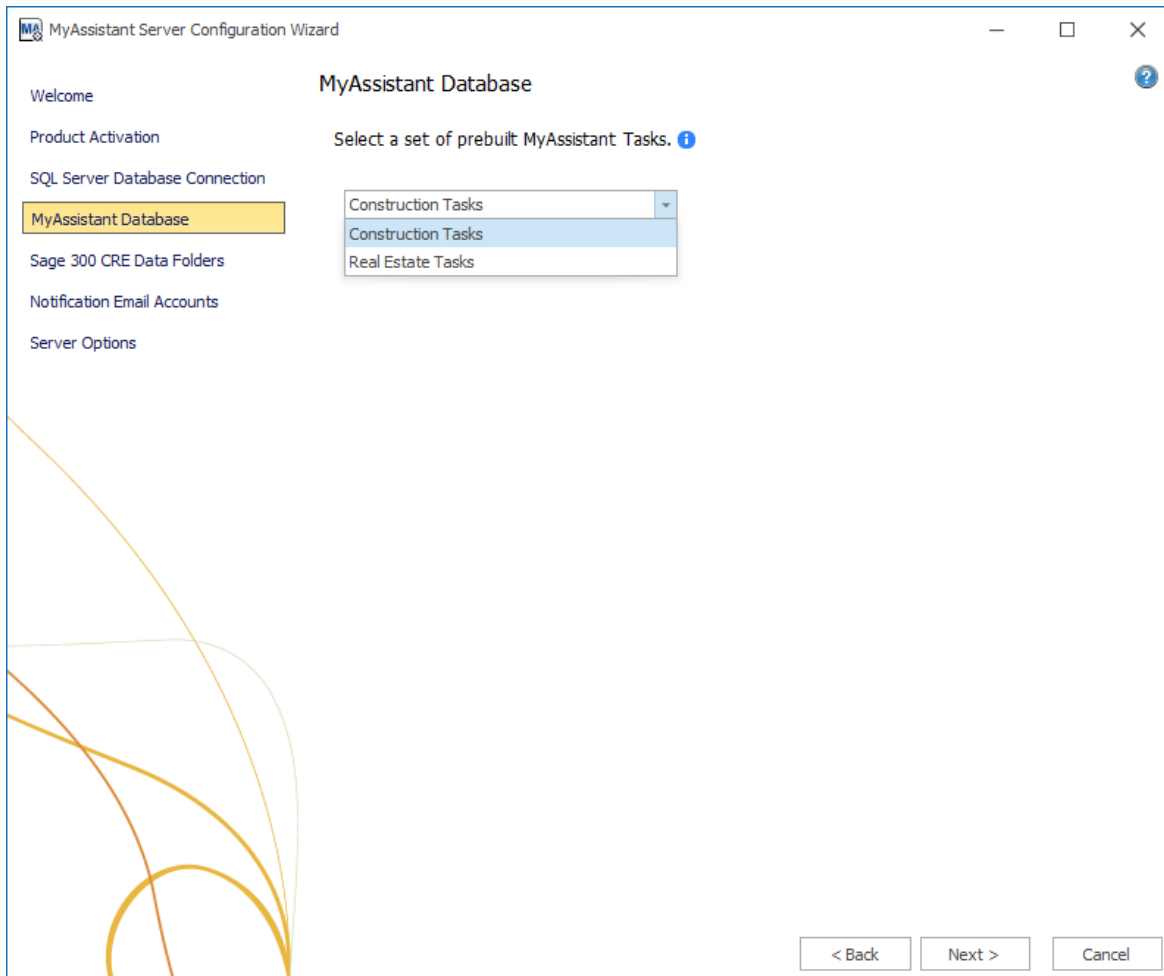 MyAssistant Server Configuration Wizard
Welcome
Product Activation
SQL Server Database Connection
MyAssistant Database
Sage 300 CRE Data Folders
Notification Email Accounts
Server Options
MyAssistant Database
?
Select a set of prebuilt MyAssistant Tasks. i
Construction Tasks
Construction Tasks
Real Estate Tasks
< Back Next > Cancel